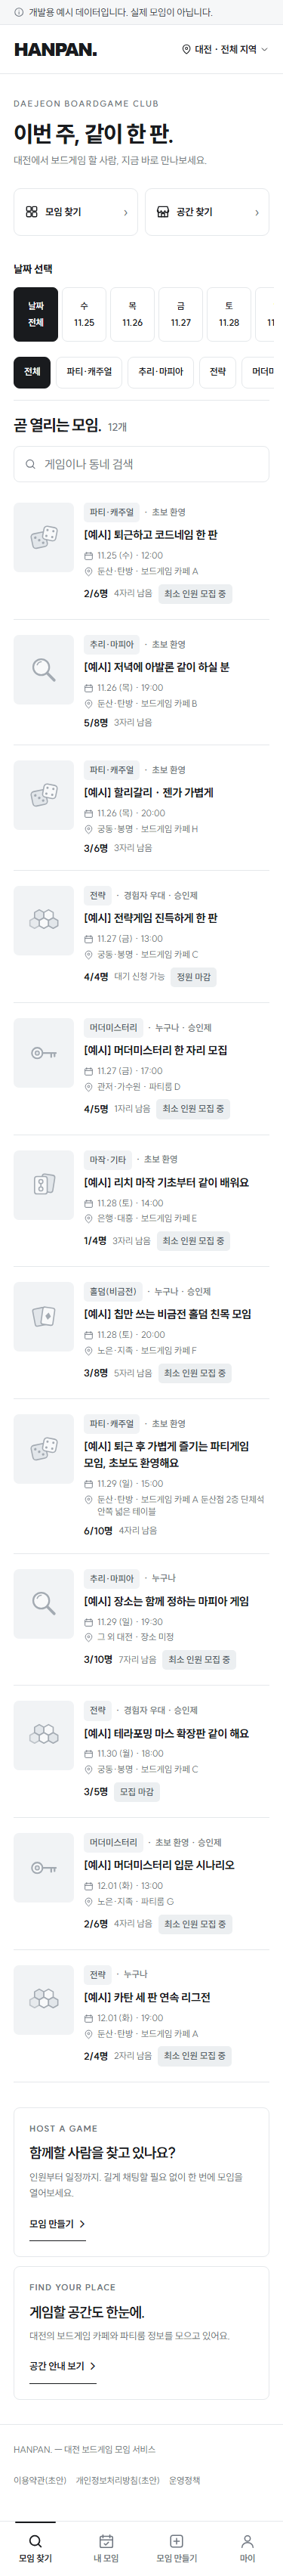 개발용 예시 데이터입니다. 실제 모임이 아닙니다.
HANPAN.
대전 · 전체 지역
DAEJEON BOARDGAME CLUB
이번 주, 같이 한 판.
대전에서 보드게임 할 사람, 지금 바로 만나보세요.
모임 찾기
공간 찾기
날짜 선택
날짜 전체
수 11.25
목 11.26
금 11.27
토 11.28
전체
파티·캐주얼
추리·마피아
전략
곧 열리는 모임. 12개
게임이나 동네 검색
파티·캐주얼 · 초보 환영
[예시] 퇴근하고 코드네임 한 판
11.25 (수) · 12:00
둔산·탄방 · 보드게임 카페 A
2/6명 4자리 남음 최소 인원 모집 중
추리·마피아 · 초보 환영
[예시] 저녁에 아발론 같이 하실 분
11.26 (목) · 19:00
둔산·탄방 · 보드게임 카페 B
5/8명 3자리 남음
파티·캐주얼 · 초보 환영
[예시] 할리갈리 · 젠가 가볍게
11.26 (목) · 20:00
궁동·봉명 · 보드게임 카페 H
3/6명 3자리 남음
전략 · 경험자 우대 · 승인제
[예시] 전략게임 진득하게 한 판
11.27 (금) · 13:00
궁동·봉명 · 보드게임 카페 C
4/4명 대기 신청 가능 정원 마감
머더미스터리 · 누구나 · 승인제
[예시] 머더미스터리 한 자리 모집
11.27 (금) · 17:00
관저·가수원 · 파티룸 D
4/5명 1자리 남음 최소 인원 모집 중
마작·기타 · 초보 환영
[예시] 리치 마작 기초부터 같이 배워요
11.28 (토) · 14:00
은행·대흥 · 보드게임 카페 E
1/4명 3자리 남음 최소 인원 모집 중
홀덤(비금전) · 누구나 · 승인제
[예시] 칩만 쓰는 비금전 홀덤 친목 모임
11.28 (토) · 20:00
노은·지족 · 보드게임 카페 F
3/8명 5자리 남음 최소 인원 모집 중
파티·캐주얼 · 초보 환영
[예시] 퇴근 후 가볍게 즐기는 파티게임
모임, 초보도 환영해요
11.29 (일) · 15:00
둔산·탄방 · 보드게임 카페 A 둔산점 2층 단체석
안쪽 넓은 테이블
6/10명 4자리 남음
추리·마피아 · 누구나
[예시] 장소는 함께 정하는 마피아 게임
11.29 (일) · 19:30
그 외 대전 · 장소 미정
3/10명 7자리 남음 최소 인원 모집 중
전략 · 경험자 우대 · 승인제
[예시] 테라포밍 마스 확장판 같이 해요
11.30 (월) · 18:00
궁동·봉명 · 보드게임 카페 C
3/5명 모집 마감
머더미스터리 · 초보 환영 · 승인제
[예시] 머더미스터리 입문 시나리오
12.01 (화) · 13:00
노은·지족 · 파티룸 G
2/6명 4자리 남음 최소 인원 모집 중
전략 · 누구나
[예시] 카탄 세 판 연속 리그전
12.01 (화) · 19:00
둔산·탄방 · 보드게임 카페 A
2/4명 2자리 남음 최소 인원 모집 중
HOST A GAME
함께할 사람을 찾고 있나요?
인원부터 일정까지. 길게 채팅할 필요 없이 한 번에 모임을
열어보세요.
모임 만들기
FIND YOUR PLACE
게임할 공간도 한눈에.
대전의 보드게임 카페와 파티룸 정보를 모으고 있어요.
공간 안내 보기
HANPAN. — 대전 보드게임 모임 서비스
이용약관(초안) 개인정보처리방침(초안) 운영정책
모임 찾기
내 모임
모임 만들기
마이